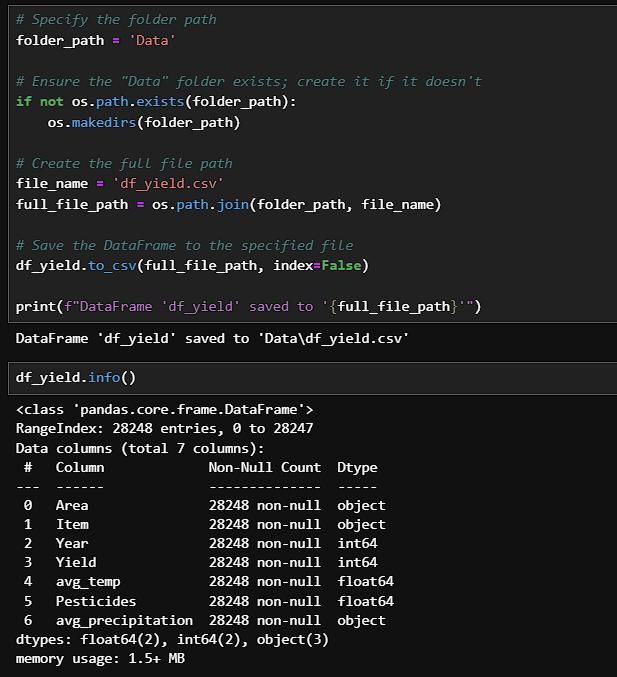 # Specify the folder path
folder_path = 'Data'
# Ensure the "Data" folder exists; create it if it doesn't
if not os.path.exists(folder_path):
    os.makedirs(folder_path)
# Create the full file path
file_name = 'df_yield.csv'
full_file_path = os.path.join(folder_path, file_name)
# Save the DataFrame to the specified file
df_yield.to_csv(full_file_path, index=False)
print(f"DataFrame 'df_yield' saved to '{full_file_path}'")
DataFrame 'df_yield' saved to 'Data\df_yield.csv'
df_yield.info()
<class 'pandas.core.frame.DataFrame'>
RangeIndex: 28248 entries, 0 to 28247
Data columns (total 7 columns):
 #   Column             Non-Null Count  Dtype
---  ------             --------------  -----
 0   Area               28248 non-null  object
 1   Item               28248 non-null  object
 2   Year               28248 non-null  int64
 3   Yield              28248 non-null  int64
 4   avg_temp           28248 non-null  float64
 5   Pesticides         28248 non-null  float64
 6   avg_precipitation  28248 non-null  object
dtypes: float64(2), int64(2), object(3)
memory usage: 1.5+ MB